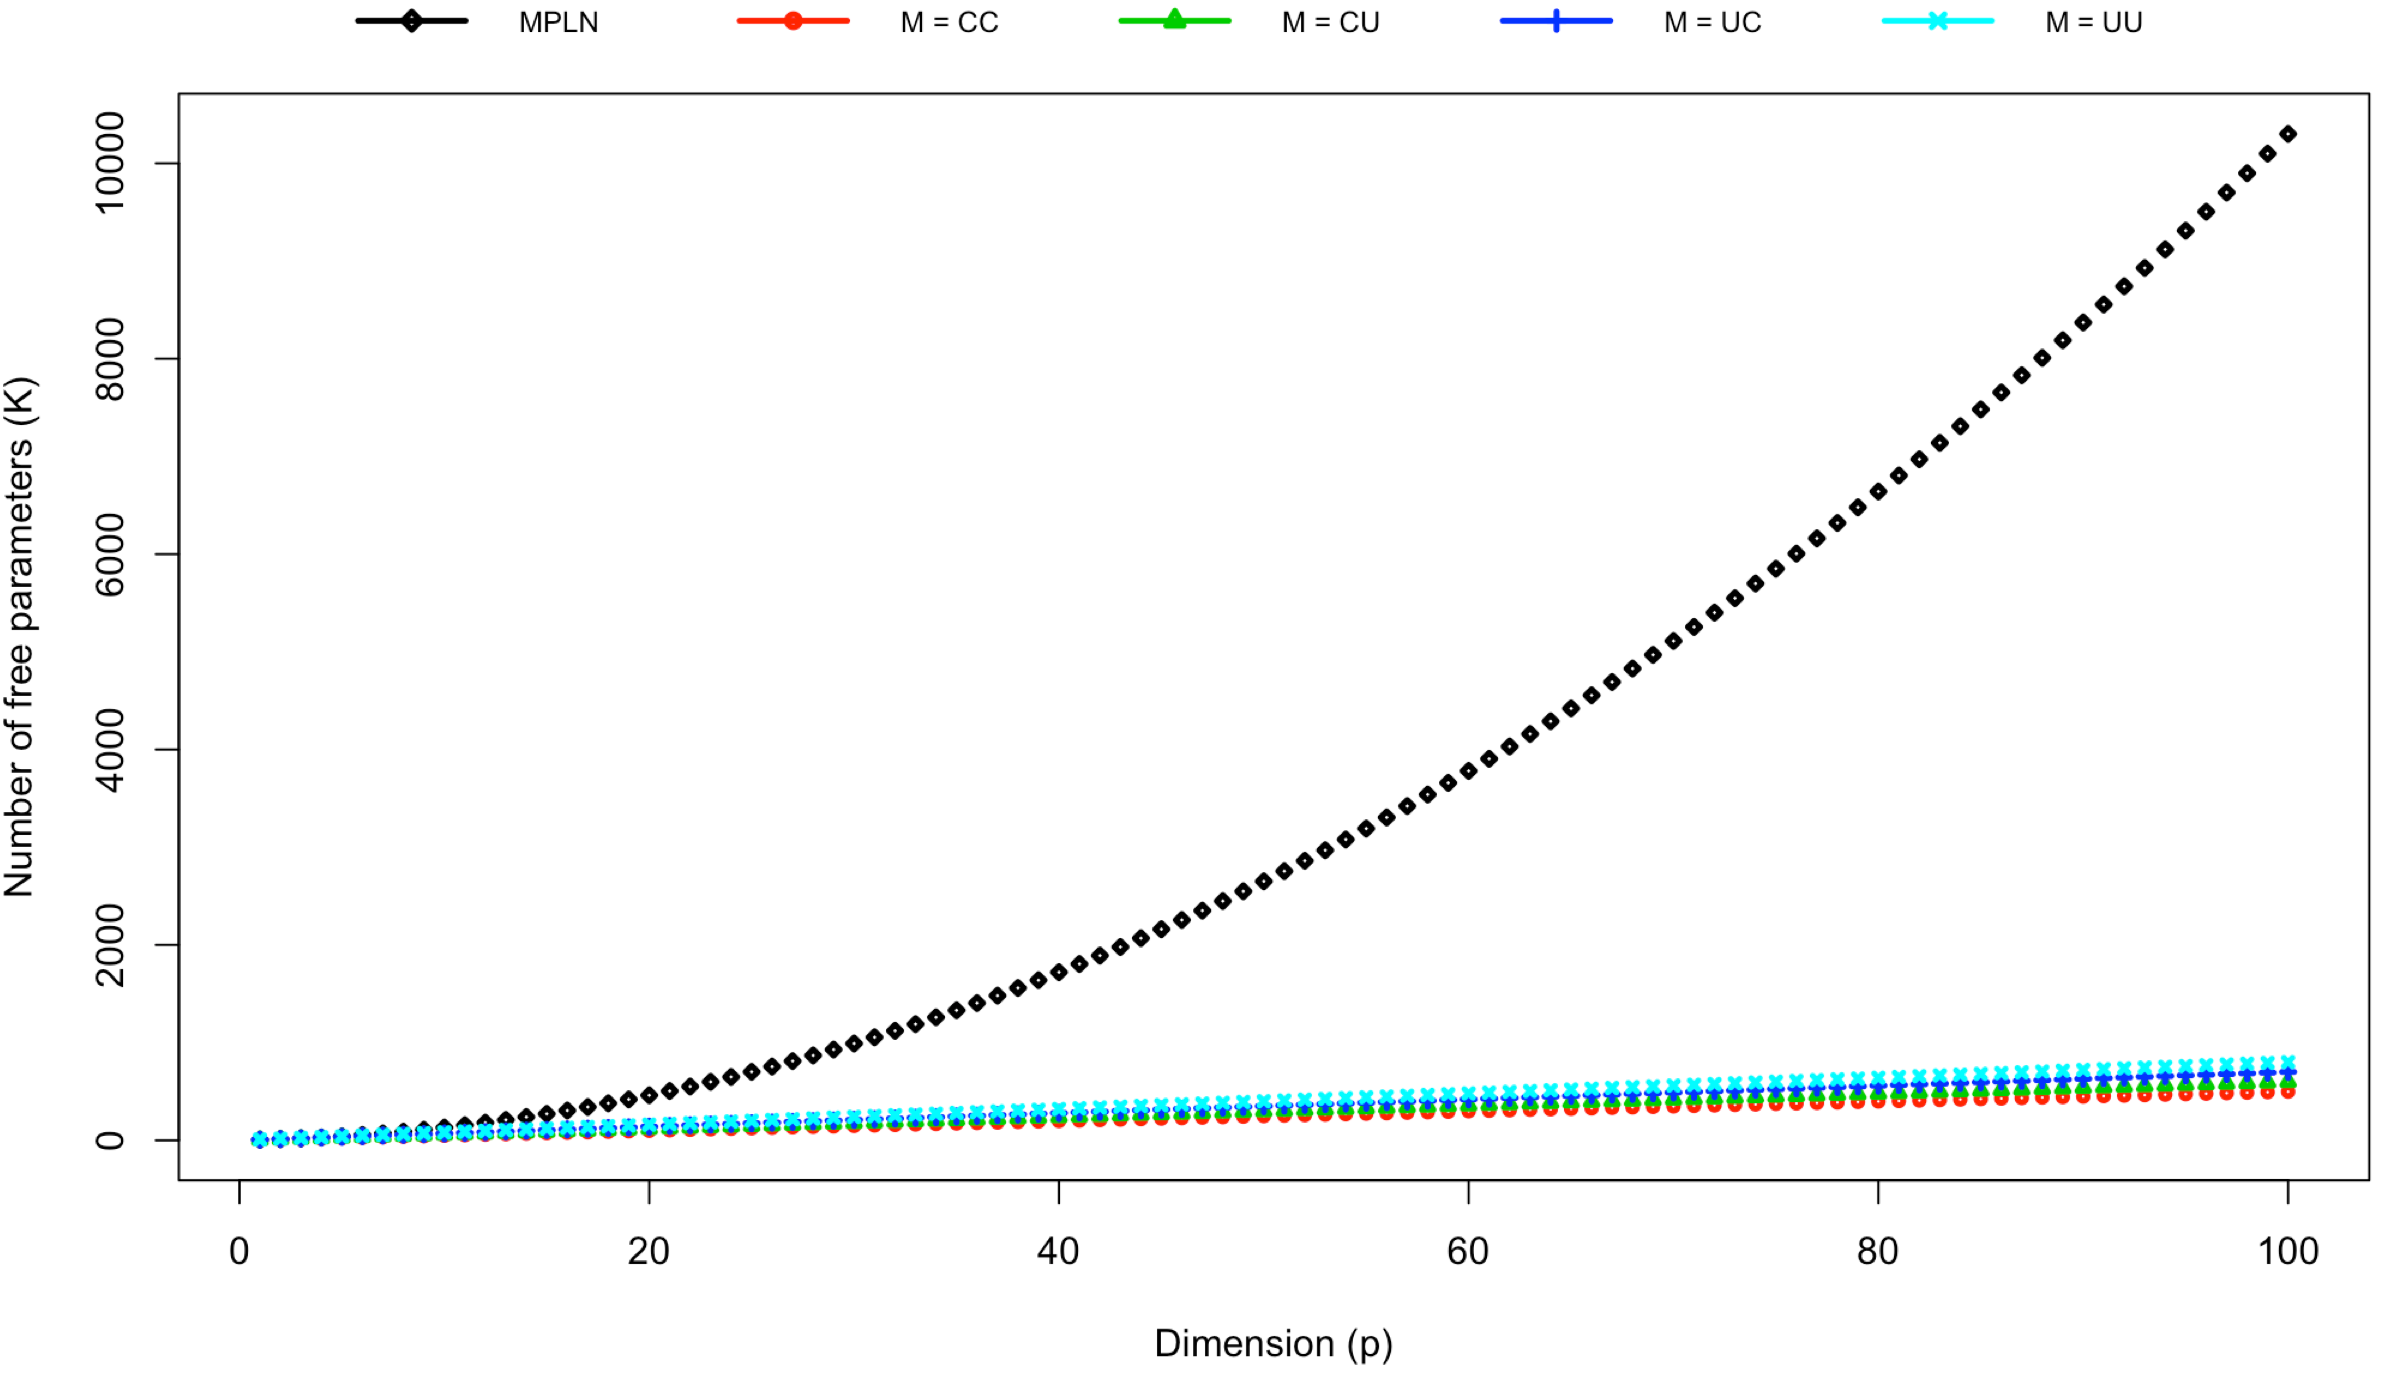 MPLN M = CC M = CU M = UC M = UU
Number of free parameters (K)
10000
8000
6000
4000
2000
0
0 20 40 60 80 100
Dimension (p)